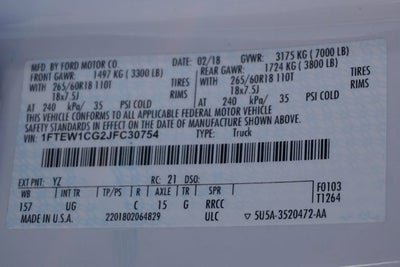 MFD. BY FORD MOTOR CO. 02/18 GVWR: 3175 KG (7000 LB)
FRONT GAWR: 1497 KG (3300 LB) REAR GAWR: 1724 KG (3800 LB)
WITH 265/60R18 110T TIRES WITH 265/60R18 110T TIRES
18x7.5J RIMS 18x7.5J RIMS
AT 240 kPa/ 35 PSI COLD AT 240 kPa/ 35 PSI COLD
THIS VEHICLE CONFORMS TO ALL APPLICABLE FEDERAL MOTOR VEHICLE
SAFETY STANDARDS IN EFFECT ON THE DATE OF MANUFACTURE SHOWN ABOVE.
VIN: 1FTEW1CG2JFC30754 TYPE: Truck
EXT PNT: YZ RC: 21 DSO:
WB INT TR TP/PS R AXLE TR SPR F0103
157 UG C 15 G RRCC T1264
MADE IN U.S.A. 2201802064829 ULC 5U5A-3520472-AA